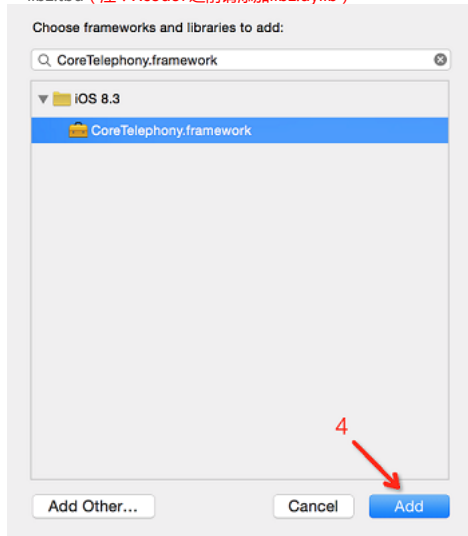 Choose frameworks and libraries to add:
CoreTelephony.framework
iOS 8.3
CoreTelephony.framework
4
Add Other...
Cancel
Add